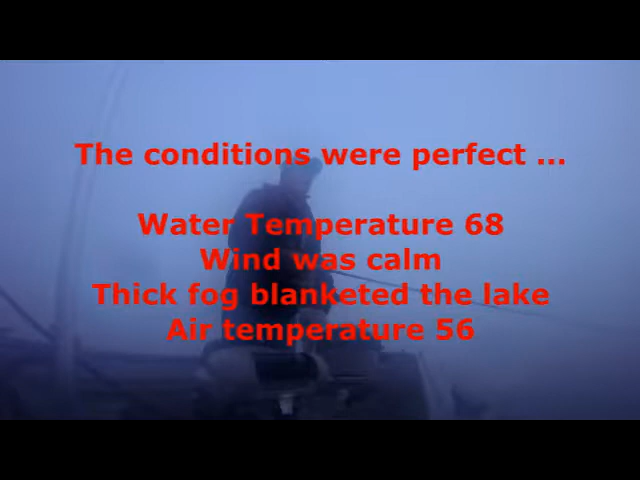 The conditions were perfect ...
Water Temperature 68
Wind was calm
Thick fog blanketed the lake
Air temperature 56